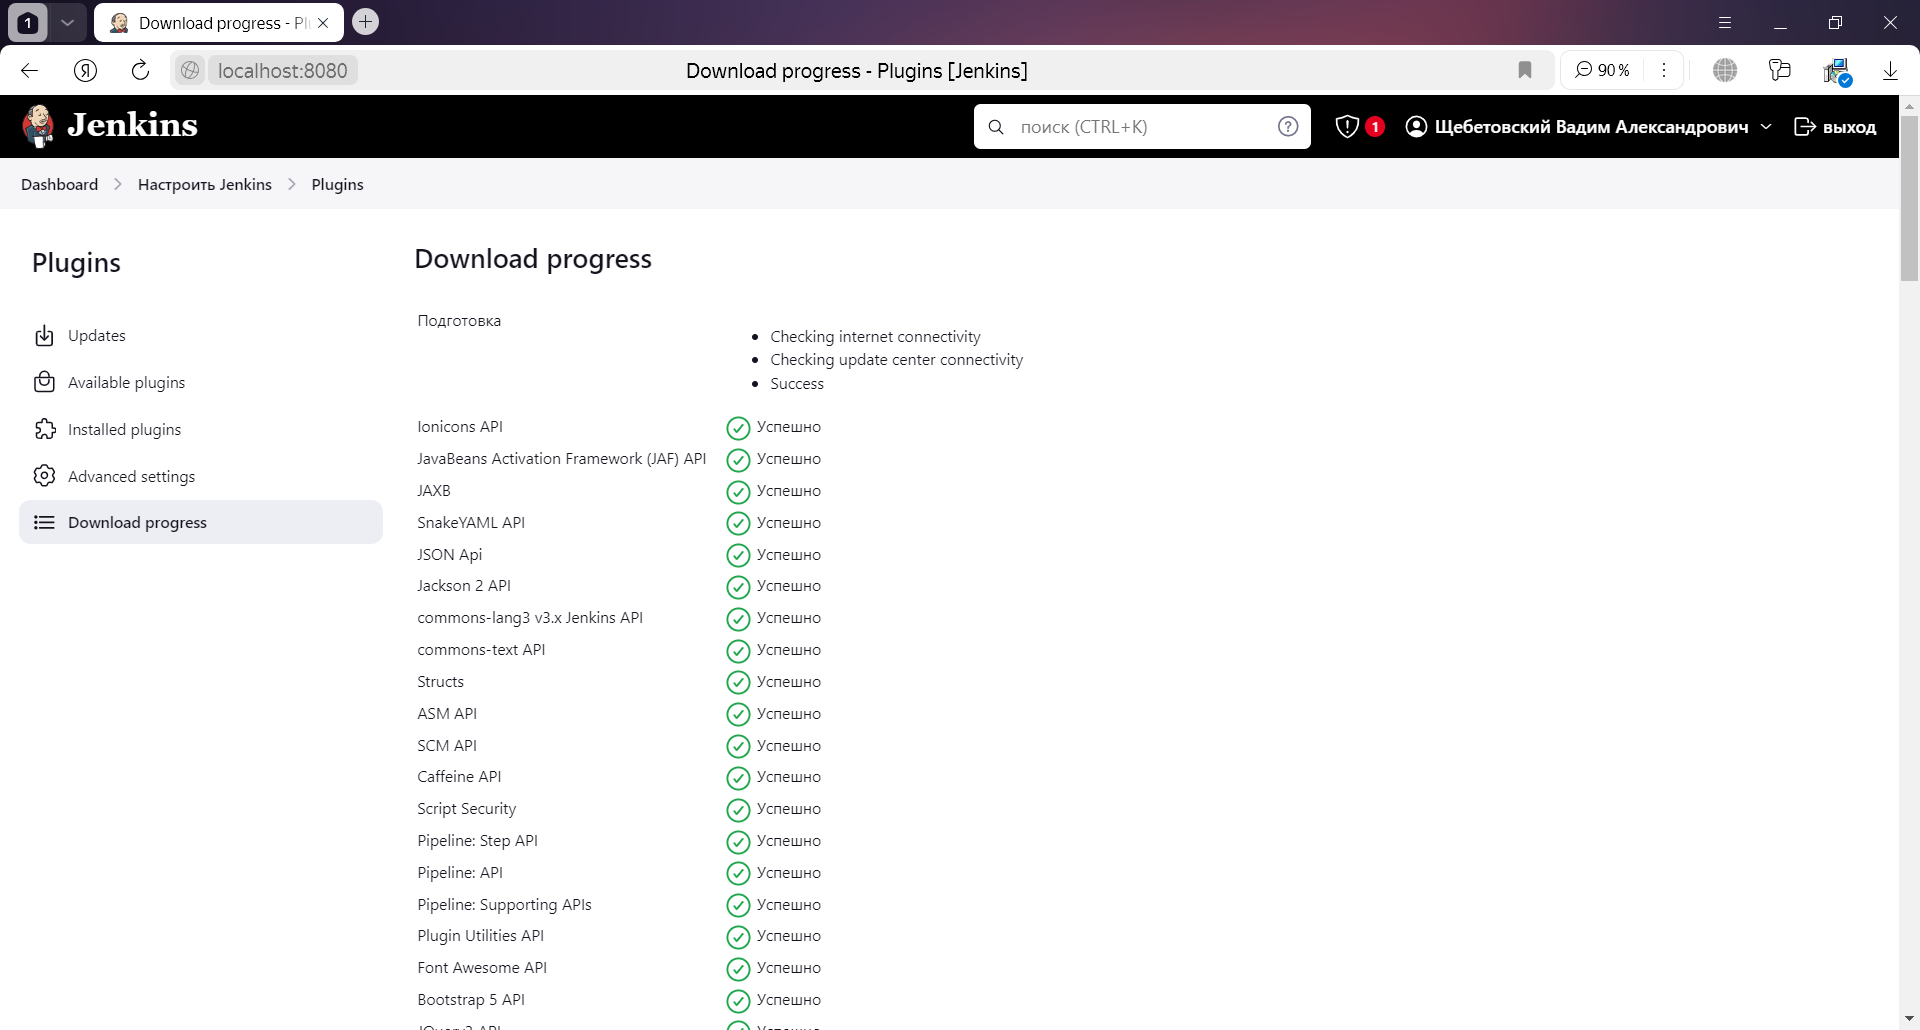 1
Download progress - Pl
localhost:8080
Download progress - Plugins [Jenkins]
90 %
Jenkins
поиск (CTRL+K)
1
Щебетовский Вадим Александрович
выход
Dashboard
Настроить Jenkins
Plugins
Plugins
Updates
Available plugins
Installed plugins
Advanced settings
Download progress
Download progress
Подготовка
Checking internet connectivity
Checking update center connectivity
Success
Ionicons API Успешно
JavaBeans Activation Framework (JAF) API Успешно
JAXB Успешно
SnakeYAML API Успешно
JSON Api Успешно
Jackson 2 API Успешно
commons-lang3 v3.x Jenkins API Успешно
commons-text API Успешно
Structs Успешно
ASM API Успешно
SCM API Успешно
Caffeine API Успешно
Script Security Успешно
Pipeline: Step API Успешно
Pipeline: API Успешно
Pipeline: Supporting APIs Успешно
Plugin Utilities API Успешно
Font Awesome API Успешно
Bootstrap 5 API Успешно
JQuery3 API Успешно